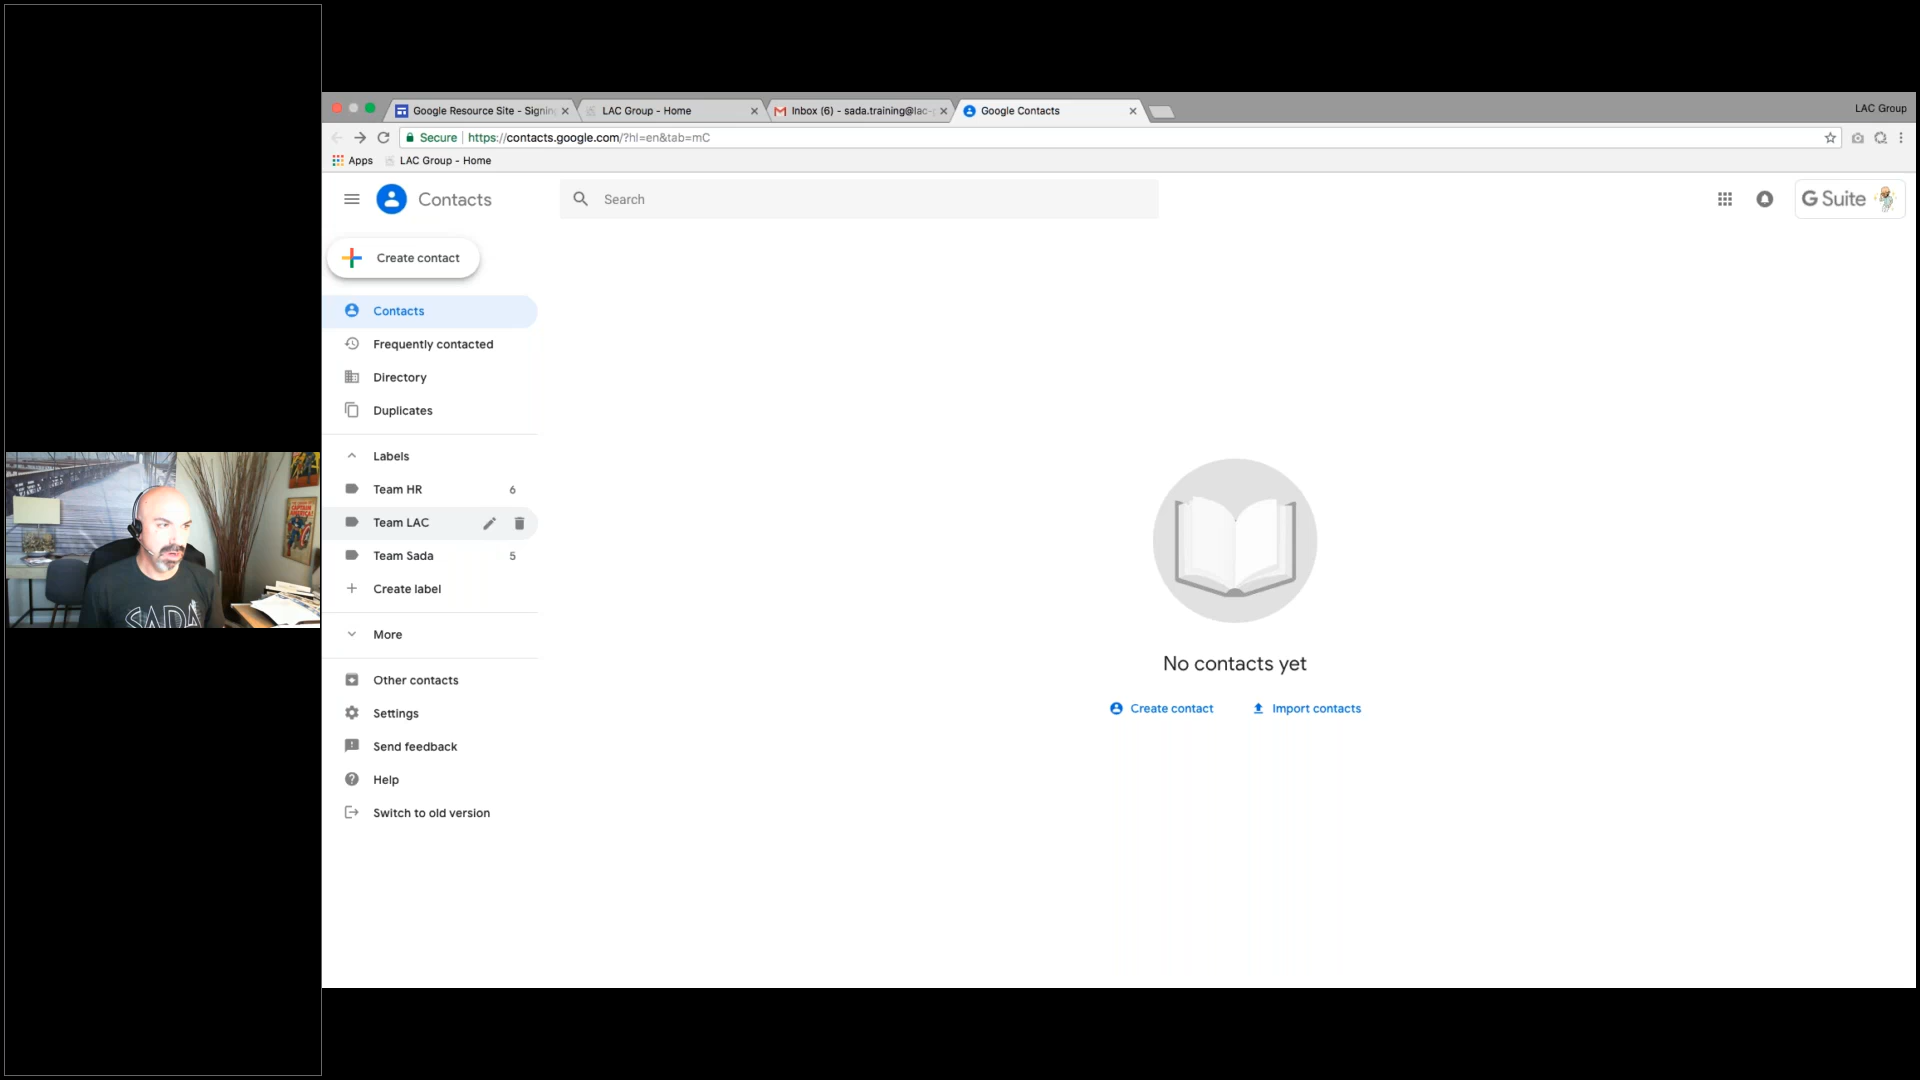 Google Resource Site - Signin
LAC Group - Home
Inbox (6) - sada.training@lac-
Google Contacts
LAC Group
Secure
https://contacts.google.com/?hl=en&tab=mC
Apps
LAC Group - Home
Contacts
Search
G Suite
Create contact
Contacts
Frequently contacted
Directory
Duplicates
Labels
Team HR 6
Team LAC
Team Sada 5
Create label
More
Other contacts
Settings
Send feedback
Help
Switch to old version
No contacts yet
Create contact
Import contacts
SADA